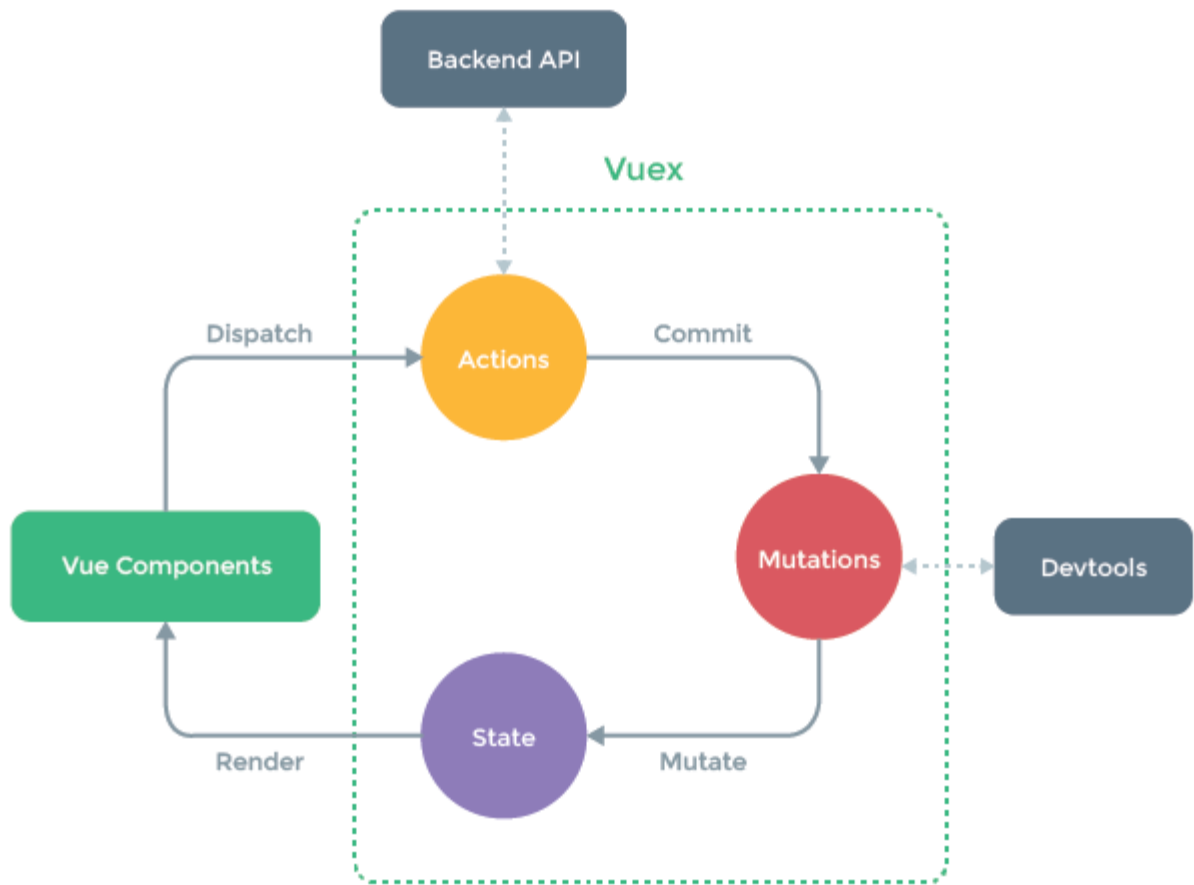 Backend API
Vuex
Dispatch
Commit
Actions
Vue Components
Mutations
Devtools
State
Render
Mutate